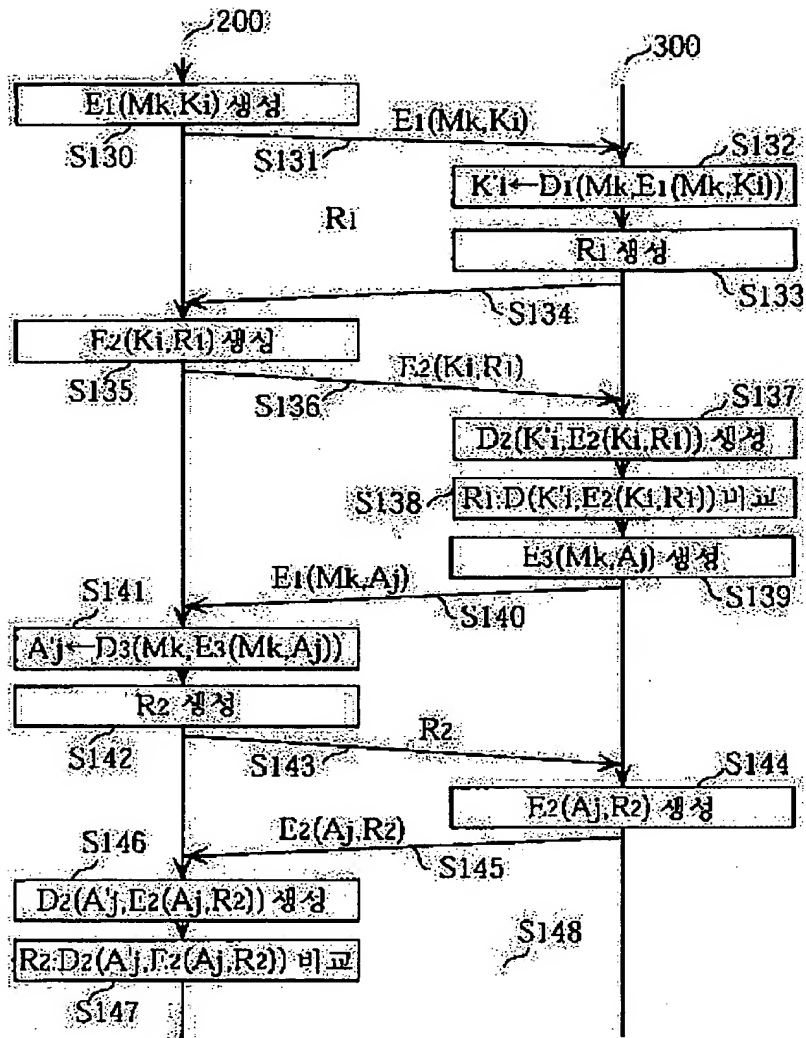 200
300
E1(Mk,Ki) 생성
S130
S131
E1(Mk,Ki)
S132
K'i←D1(Mk,E1(Mk,Ki))
R1
R1 생성
S133
S134
E2(Ki,R1) 생성
S135
S136
E2(Ki,R1)
S137
D2(K'i,E2(Ki,R1)) 생성
S138
R1:D(K'i,E2(Ki,R1)) 비교
E3(Mk,Aj) 생성
S139
E1(Mk,Aj)
S140
S141
A'j←D3(Mk,E3(Mk,Aj))
R2 생성
S142
S143
R2
S144
E2(Aj,R2) 생성
E2(Aj,R2)
S145
S146
D2(A'j,E2(Aj,R2)) 생성
S148
R2:D2(A'j,E2(Aj,R2)) 비교
S147